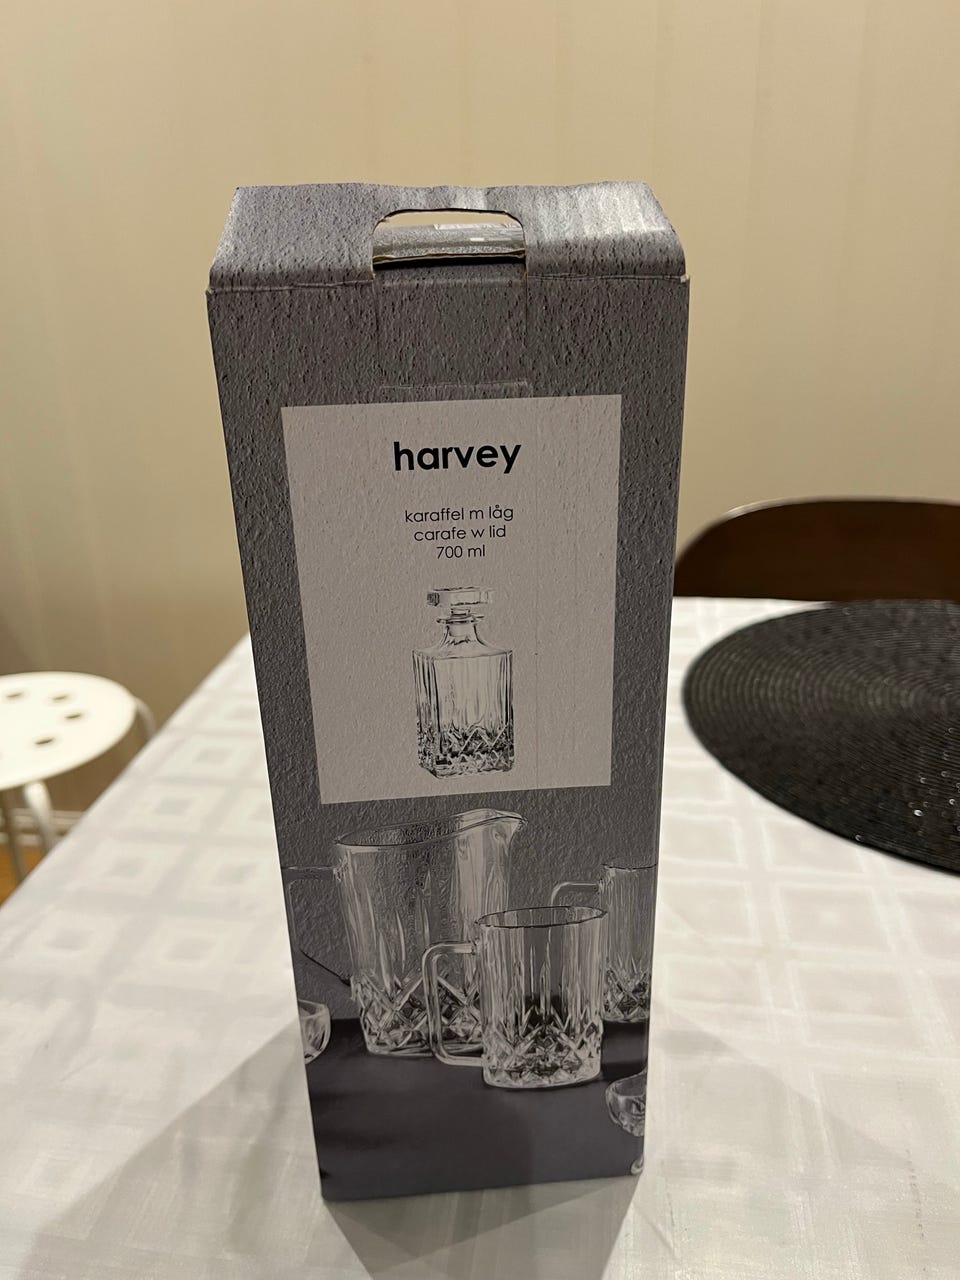 harvey
karaffel m låg
carafe w lid
700 ml